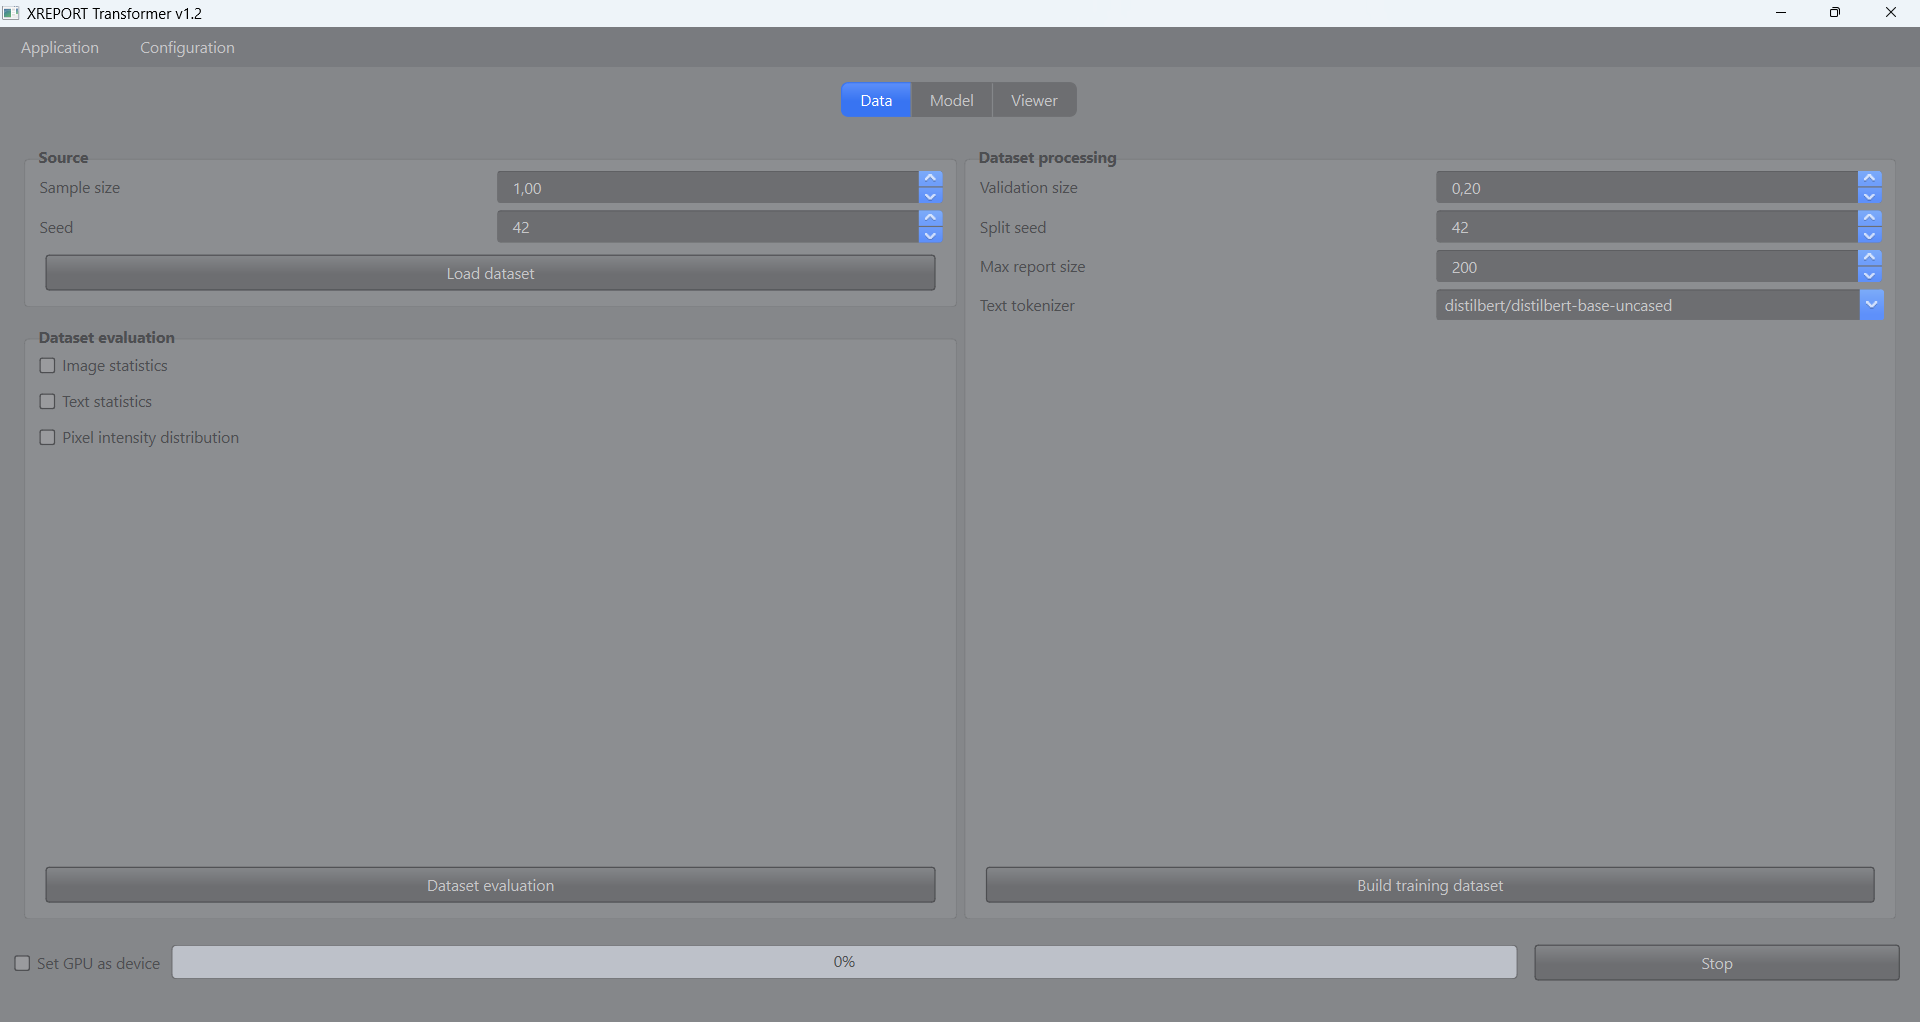 XREPORT Transformer v1.2
Application Configuration
Data Model Viewer
Source
Sample size 1,00
Seed 42
Load dataset
Dataset evaluation
Image statistics
Text statistics
Pixel intensity distribution
Dataset evaluation
Dataset processing
Validation size 0,20
Split seed 42
Max report size 200
Text tokenizer distilbert/distilbert-base-uncased
Build training dataset
Set GPU as device 0% Stop